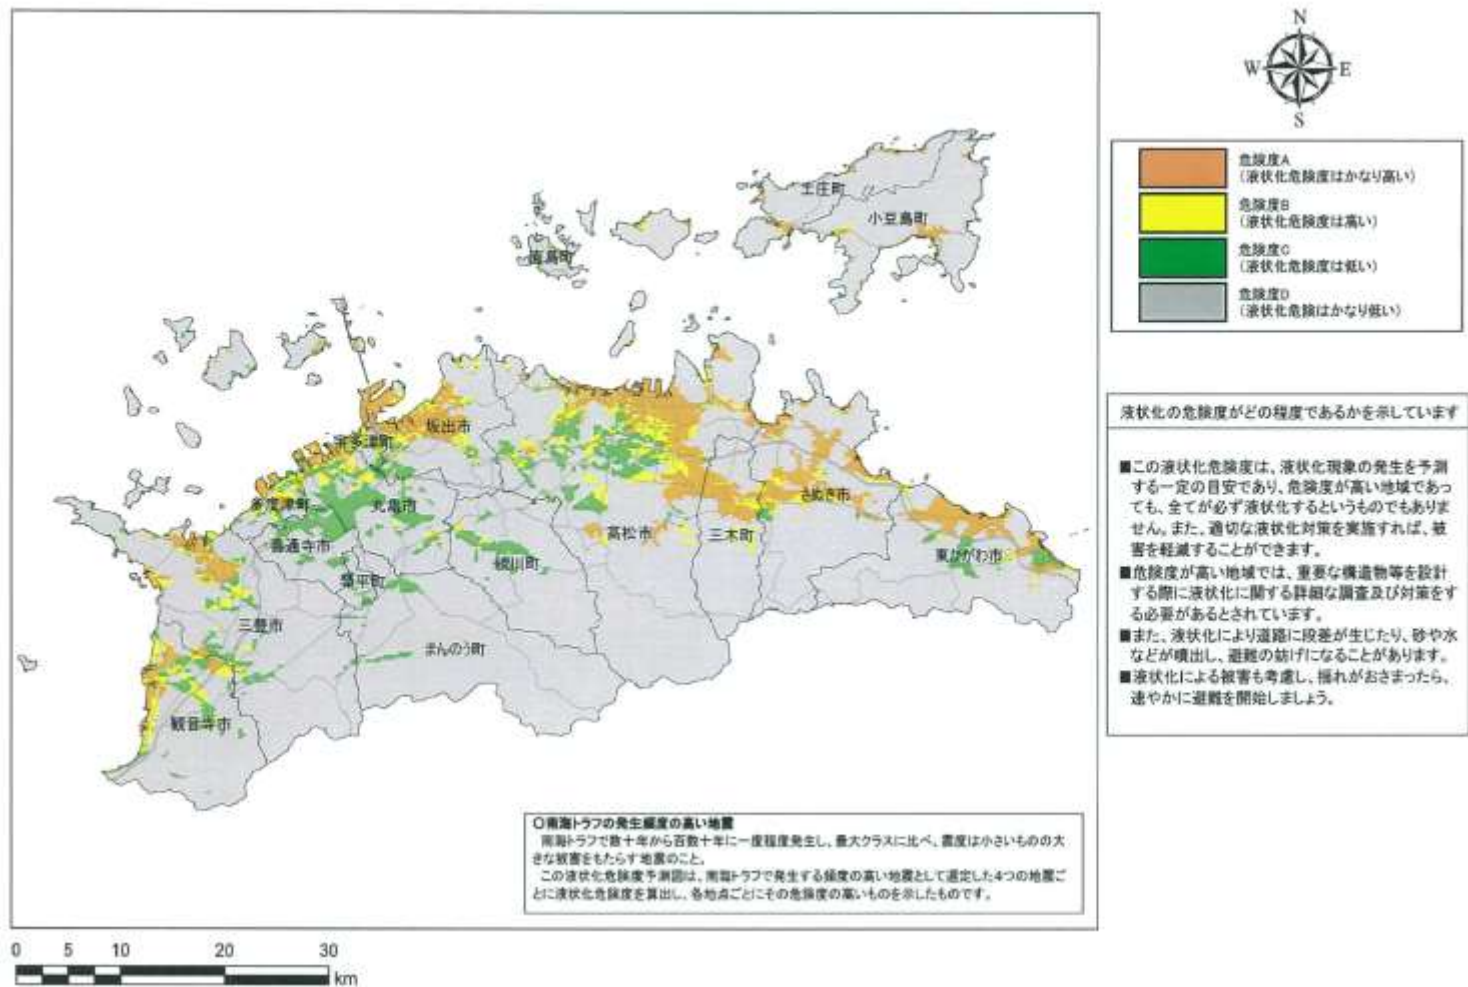 N
W E
S
危険度A
(液状化危険度はかなり高い)
危険度B
(液状化危険度は高い)
危険度C
(液状化危険度は低い)
危険度D
(液状化危険はかなり低い)
土庄町
小豆島町
直島町
坂出市
宇多津町
多度津町
丸亀市
善通寺市
さぬき市
高松市
三木町
綾川町
東かがわ市
琴平町
三豊市
まんのう町
観音寺市
液状化の危険度がどの程度であるかを示しています
■この液状化危険度は、液状化現象の発生を予測
する一定の目安であり、危険度が高い地域であっ
ても、全てが必ず液状化するというものでもありま
せん。また、適切な液状化対策を実施すれば、被
害を軽減することができます。
■危険度が高い地域では、重要な構造物等を設計
する際に液状化に関する詳細な調査及び対策をす
る必要があるとされています。
■また、液状化により道路に段差が生じたり、砂や水
などが噴出し、避難の妨げになることがあります。
■液状化による被害も考慮し、揺れがおさまったら、
速やかに避難を開始しましょう。
○南海トラフの発生頻度の高い地震
南海トラフで数十年から百数十年に一度程度発生し、最大クラスに比べ、震度は小さいものの大
きな被害をもたらす地震のこと。
この液状化危険度予測図は、南海トラフで発生する頻度の高い地震として選定した4つの地震ご
とに液状化危険度を算出し、各地点ごとにその危険度の高いものを示したものです。
0 5 10 20 30
km